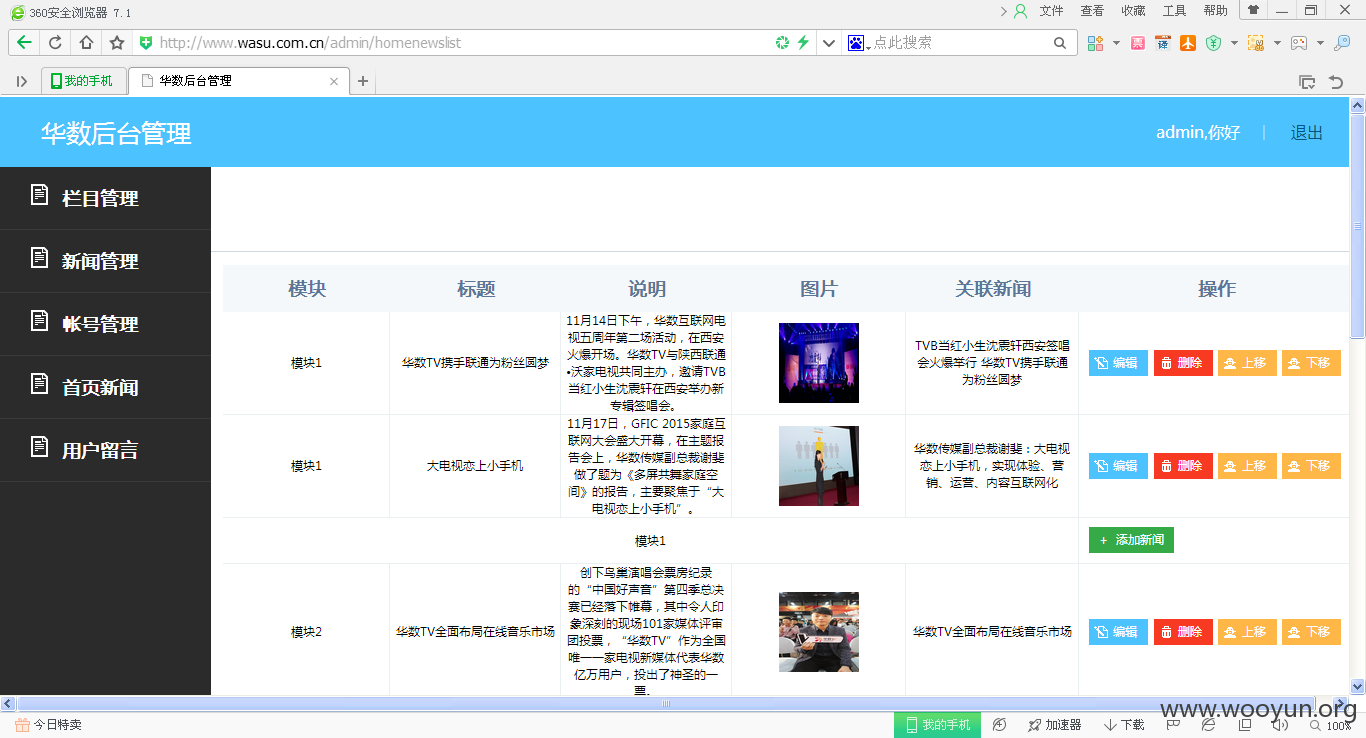 360安全浏览器 7.1
文件 查看 收藏 工具 帮助
http://www.wasu.com.cn/admin/homenewslist
点此搜索
我的手机
华数后台管理
华数后台管理
admin,你好 | 退出
栏目管理
新闻管理
帐号管理
首页新闻
用户留言
模块 标题 说明 图片 关联新闻 操作
模块1
华数TV携手联通为粉丝圆梦
11月14日下午，华数互联网电
视五周年第二场活动，在西安
火爆开场。华数TV与陕西联通
•沃家电视共同主办，邀请TVB
当红小生沈震轩在西安举办新
专辑签唱会。
TVB当红小生沈震轩西安签唱
会火爆举行 华数TV携手联通
为粉丝圆梦
编辑 删除 上移 下移
模块1
大电视恋上小手机
11月17日，GFIC 2015家庭互
联网大会盛大开幕，在主题报
告会上，华数传媒副总裁谢斐
做了题为《多屏共舞家庭空
间》的报告，主要聚焦于“大
电视恋上小手机”。
华数传媒副总裁谢斐：大电视
恋上小手机，实现体验、营
销、运营、内容互联网化
编辑 删除 上移 下移
模块1
+ 添加新闻
模块2
华数TV全面布局在线音乐市场
创下鸟巢演唱会票房纪录
的“中国好声音”第四季总决
赛已经落下帷幕，其中令人印
象深刻的现场101家媒体评审
团投票，“华数TV”作为全国
唯一一家电视新媒体代表华数
亿万用户，投出了神圣的一
票。
华数TV全面布局在线音乐市场
编辑 删除 上移 下移
www.wooyun.org
今日特卖
我的手机
加速器
下载
100%